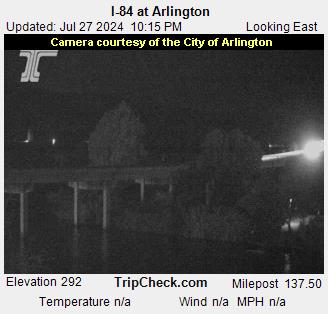 I-84 at Arlington
Updated: Jul 27 2024 10:15 PM Looking East
Camera courtesy of the City of Arlington
Elevation 292 TripCheck.com Milepost 137.50
Temperature n/a Wind n/a MPH n/a